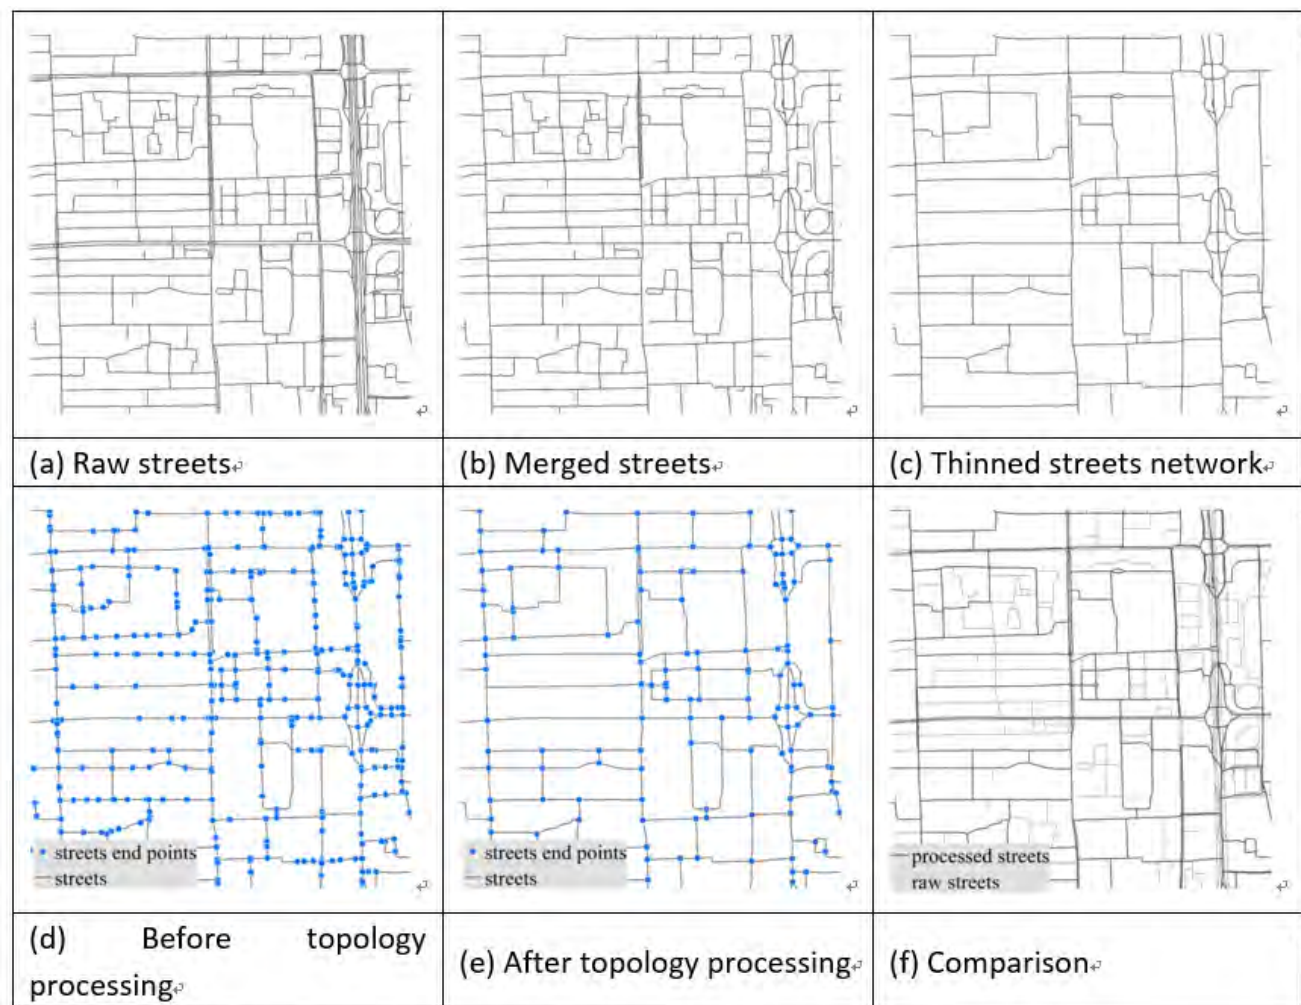 (a) Raw streets
(b) Merged streets
(c) Thinned streets network
streets end points
streets
streets end points
streets
processed streets
raw streets
(d) Before topology
processing
(e) After topology processing
(f) Comparison